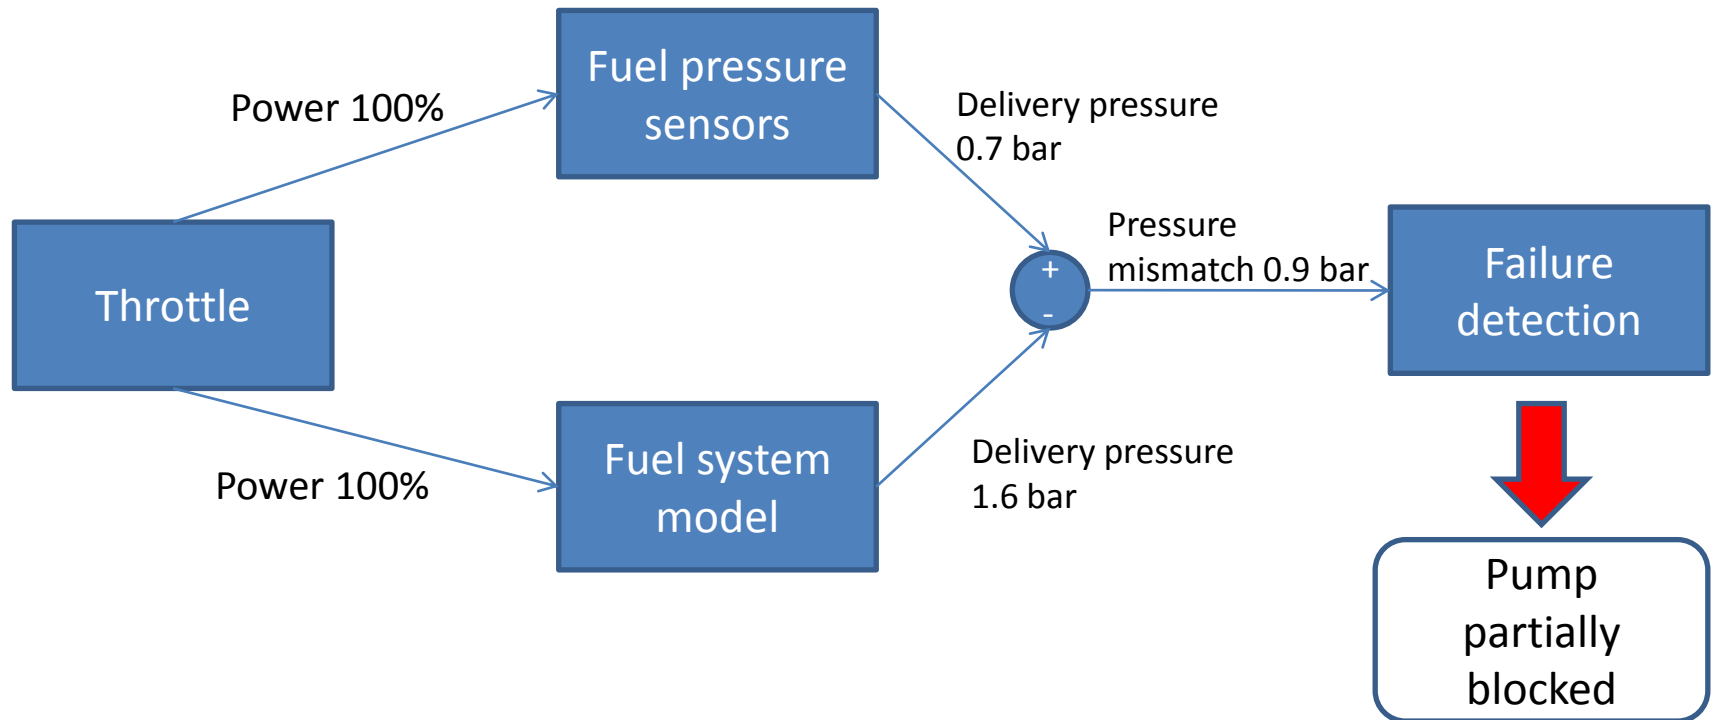 Fuel pressure
sensors
Power 100%
Delivery pressure
0.7 bar
Throttle
+
-
Pressure
mismatch 0.9 bar
Failure
detection
Power 100%
Fuel system
model
Delivery pressure
1.6 bar
Pump
partially
blocked